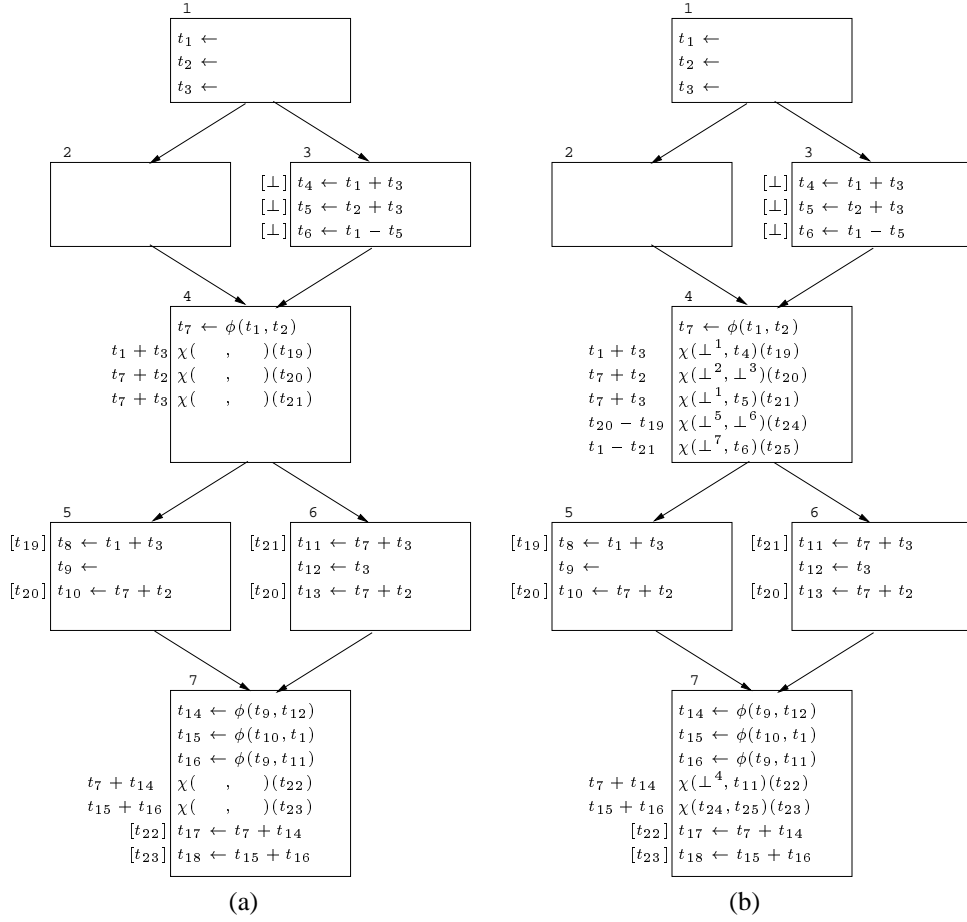 1
t₁ ←
t₂ ←
t₃ ←
2
3
[⊥] t₄ ← t₁ + t₃
[⊥] t₅ ← t₂ + t₃
[⊥] t₆ ← t₁ − t₅
4
t₇ ← ϕ(t₁, t₂)
t₁ + t₃ χ( , )(t₁₉)
t₇ + t₂ χ( , )(t₂₀)
t₇ + t₃ χ( , )(t₂₁)
5
[t₁₉] t₈ ← t₁ + t₃
t₉ ←
[t₂₀] t₁₀ ← t₇ + t₂
6
[t₂₁] t₁₁ ← t₇ + t₃
t₁₂ ← t₃
[t₂₀] t₁₃ ← t₇ + t₂
7
t₁₄ ← ϕ(t₉, t₁₂)
t₁₅ ← ϕ(t₁₀, t₁)
t₁₆ ← ϕ(t₉, t₁₁)
t₇ + t₁₄ χ( , )(t₂₂)
t₁₅ + t₁₆ χ( , )(t₂₃)
[t₂₂] t₁₇ ← t₇ + t₁₄
[t₂₃] t₁₈ ← t₁₅ + t₁₆
(a)
1
t₁ ←
t₂ ←
t₃ ←
2
3
[⊥] t₄ ← t₁ + t₃
[⊥] t₅ ← t₂ + t₃
[⊥] t₆ ← t₁ − t₅
4
t₇ ← ϕ(t₁, t₂)
t₁ + t₃ χ(⊥¹, t₄)(t₁₉)
t₇ + t₂ χ(⊥², ⊥³)(t₂₀)
t₇ + t₃ χ(⊥¹, t₅)(t₂₁)
t₂₀ − t₁₉ χ(⊥⁵, ⊥⁶)(t₂₄)
t₁ − t₂₁ χ(⊥⁷, t₆)(t₂₅)
5
[t₁₉] t₈ ← t₁ + t₃
t₉ ←
[t₂₀] t₁₀ ← t₇ + t₂
6
[t₂₁] t₁₁ ← t₇ + t₃
t₁₂ ← t₃
[t₂₀] t₁₃ ← t₇ + t₂
7
t₁₄ ← ϕ(t₉, t₁₂)
t₁₅ ← ϕ(t₁₀, t₁)
t₁₆ ← ϕ(t₉, t₁₁)
t₇ + t₁₄ χ(⊥⁴, t₁₁)(t₂₂)
t₁₅ + t₁₆ χ(t₂₄, t₂₅)(t₂₃)
[t₂₂] t₁₇ ← t₇ + t₁₄
[t₂₃] t₁₈ ← t₁₅ + t₁₆
(b)